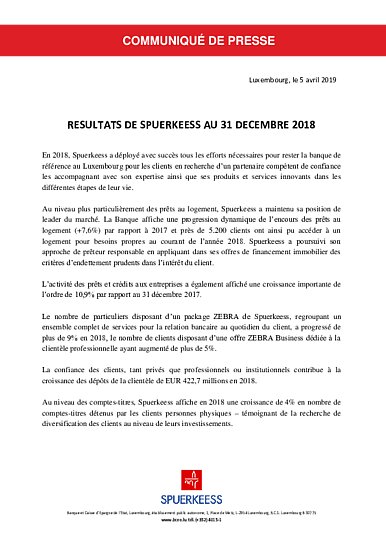 COMMUNIQUÉ DE PRESSE
Luxembourg, le 5 avril 2019
RESULTATS DE SPUERKEESS AU 31 DECEMBRE 2018
En 2018, Spuerkeess a déployé avec succès tous les efforts nécessaires pour rester la banque de
référence au Luxembourg pour les clients en recherche d'un partenaire compétent de confiance
les accompagnant avec son expertise ainsi que ses produits et services innovants dans les
différentes étapes de leur vie.
Au niveau plus particulièrement des prêts au logement, Spuerkeess a maintenu sa position de
leader du marché. La Banque affiche une progression dynamique de l'encours des prêts au
logement (+7,6%) par rapport à 2017 et près de 5.200 clients ont ainsi pu accéder à un
logement pour besoins propres au courant de l'année 2018. Spuerkeess a poursuivi son
approche de prêteur responsable en appliquant dans ses offres de financement immobilier des
critères d'endettement prudents dans l'intérêt du client.
L'activité des prêts et crédits aux entreprises a également affiché une croissance importante de
l'ordre de 10,9% par rapport au 31 décembre 2017.
Le nombre de particuliers disposant d'un package ZEBRA de Spuerkeess, regroupant un
ensemble complet de services pour la relation bancaire au quotidien du client, a progressé de
plus de 9% en 2018, le nombre de clients disposant d'une offre ZEBRA Business dédiée à la
clientèle professionnelle ayant augmenté de plus de 5%.
La confiance des clients, tant privés que professionnels ou institutionnels contribue à la
croissance des dépôts de la clientèle de EUR 422,7 millions en 2018.
Au niveau des comptes-titres, Spuerkeess affiche en 2018 une croissance de 4% en nombre de
comptes-titres détenus par les clients personnes physiques – témoignant de la recherche de
diversification des clients au niveau de leurs investissements.
SPUERKEESS
Banque et Caisse d'Epargne de l'Etat, Luxembourg, établissement public autonome, 1, Place de Metz, L-2954 Luxembourg, R.C.S. Luxembourg B 30775
www.bcee.lu tél. (+352) 4015-1